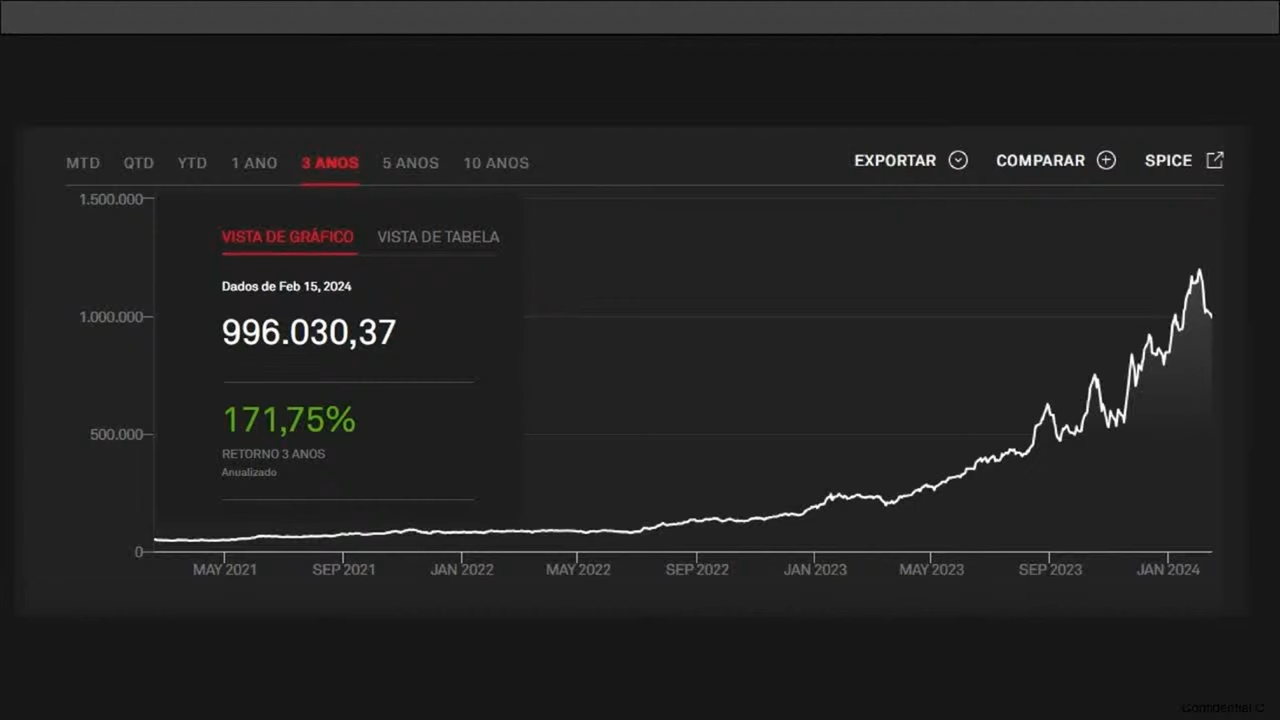 MTD QTD YTD 1 ANO 3 ANOS 5 ANOS 10 ANOS EXPORTAR COMPARAR SPICE
1.500.000
VISTA DE GRÁFICO VISTA DE TABELA
Dados de Feb 15, 2024
1.000.000
996.030,37
171,75%
500.000
RETORNO 3 ANOS
Anualizado
0
MAY 2021 SEP 2021 JAN 2022 MAY 2022 SEP 2022 JAN 2023 MAY 2023 SEP 2023 JAN 2024
Confidential C